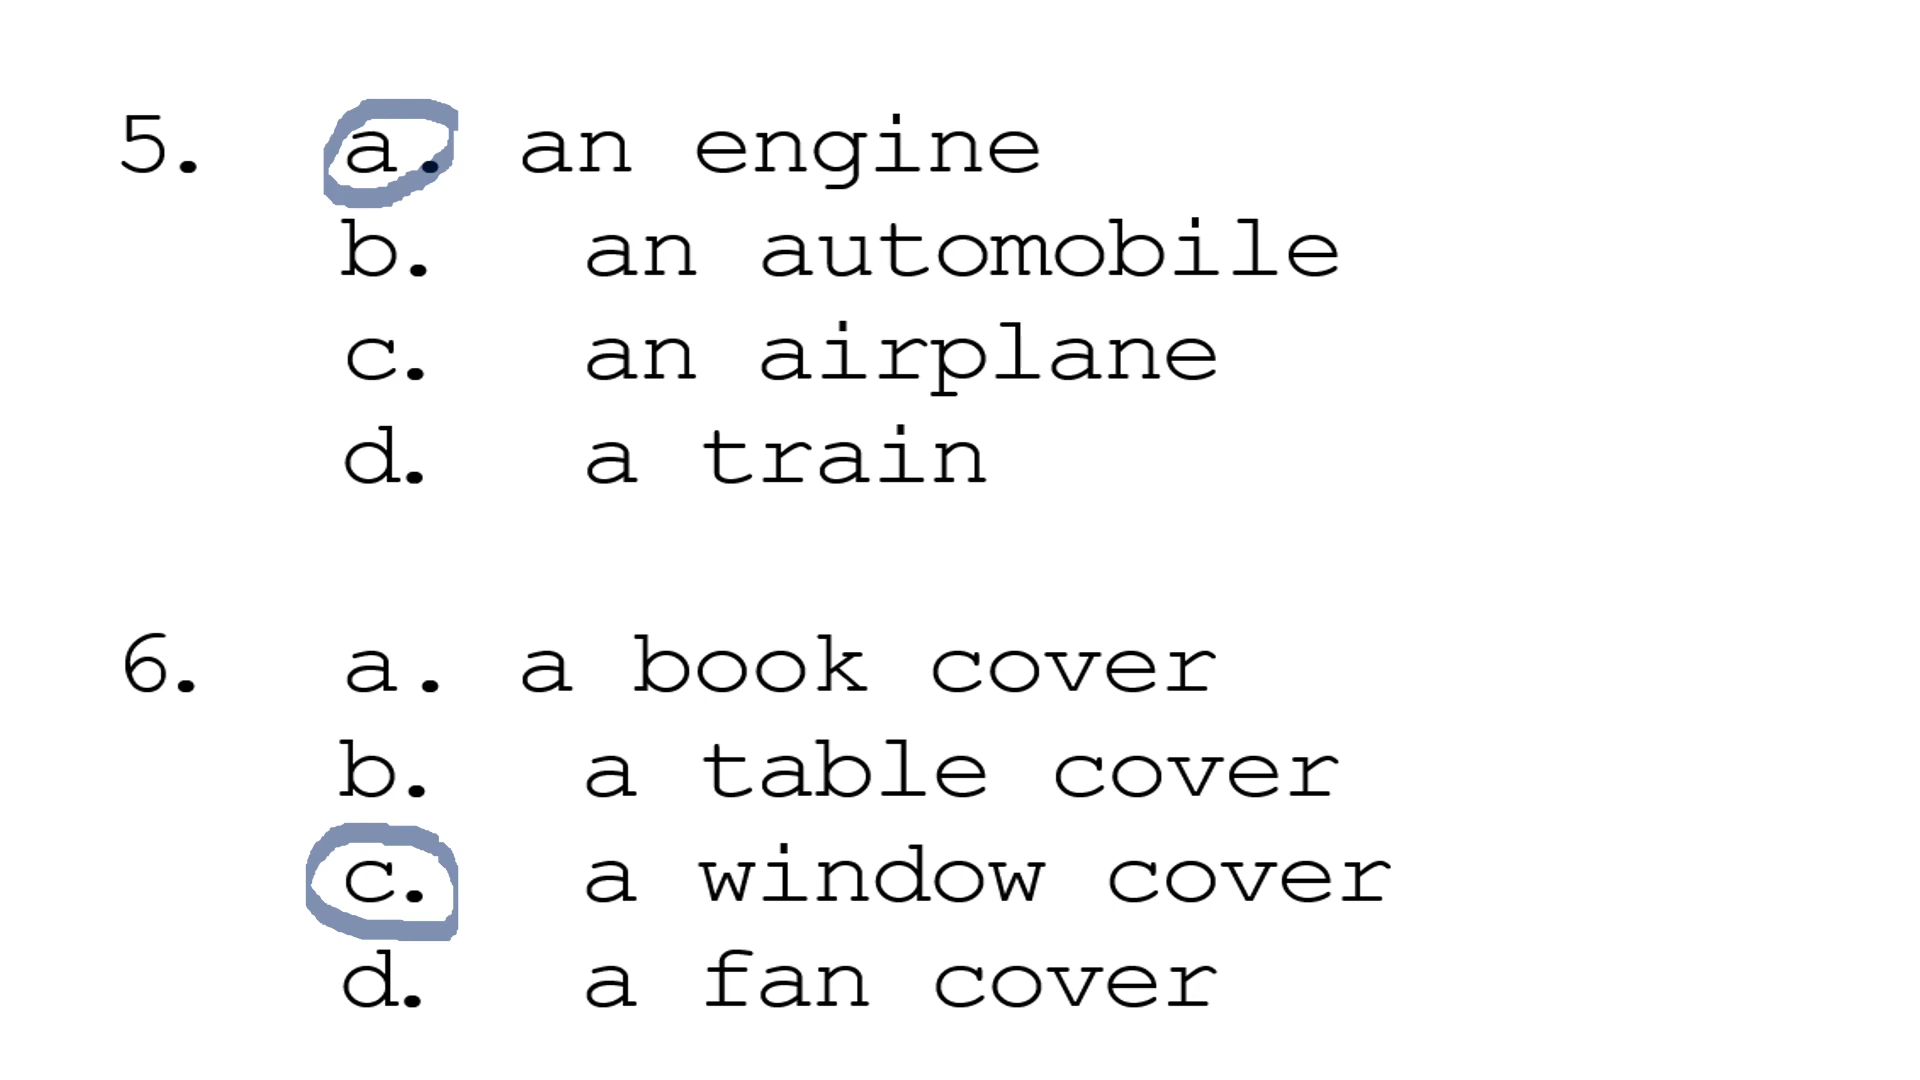 5. a. an engine
b. an automobile
c. an airplane
d. a train
6. a. a book cover
b. a table cover
c. a window cover
d. a fan cover